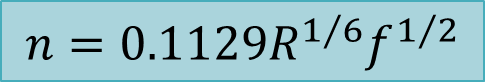 n = 0.1129R^{1/6} f^{1/2}